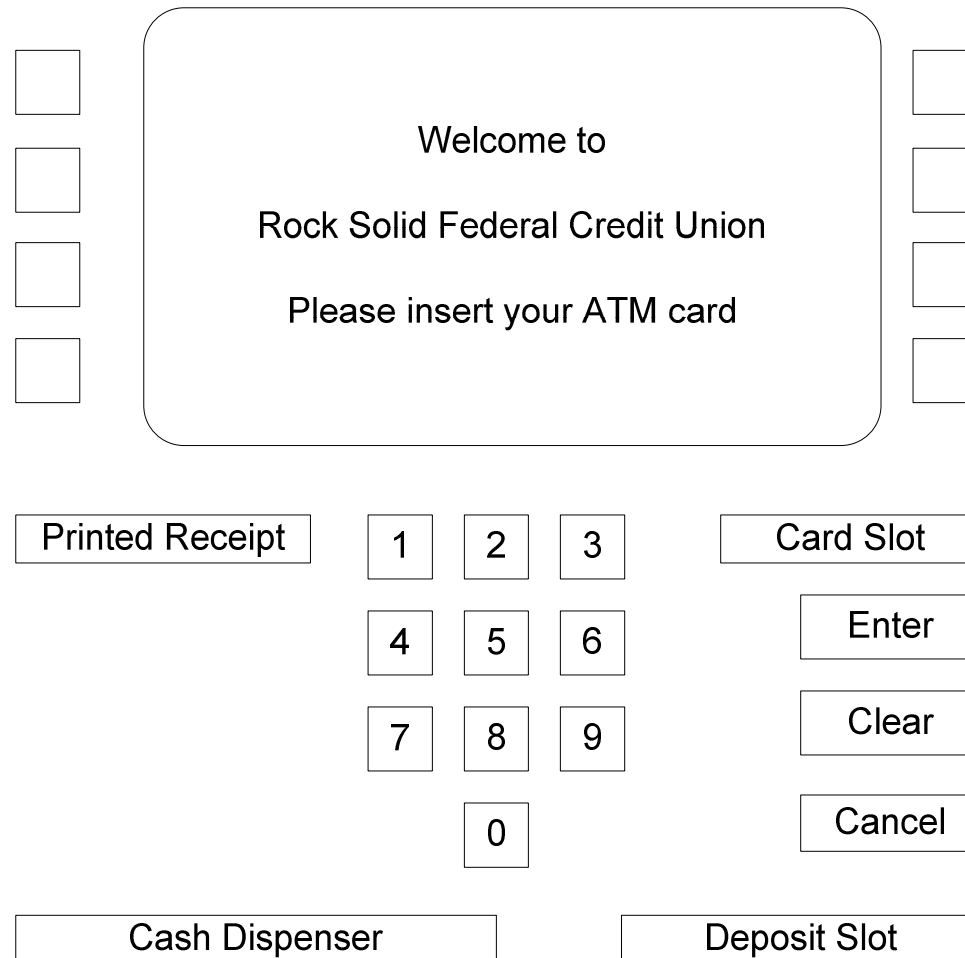 Welcome to
Rock Solid Federal Credit Union
Please insert your ATM card
Printed Receipt
1 2 3
Card Slot
Enter
4 5 6
Clear
7 8 9
Cancel
0
Cash Dispenser
Deposit Slot